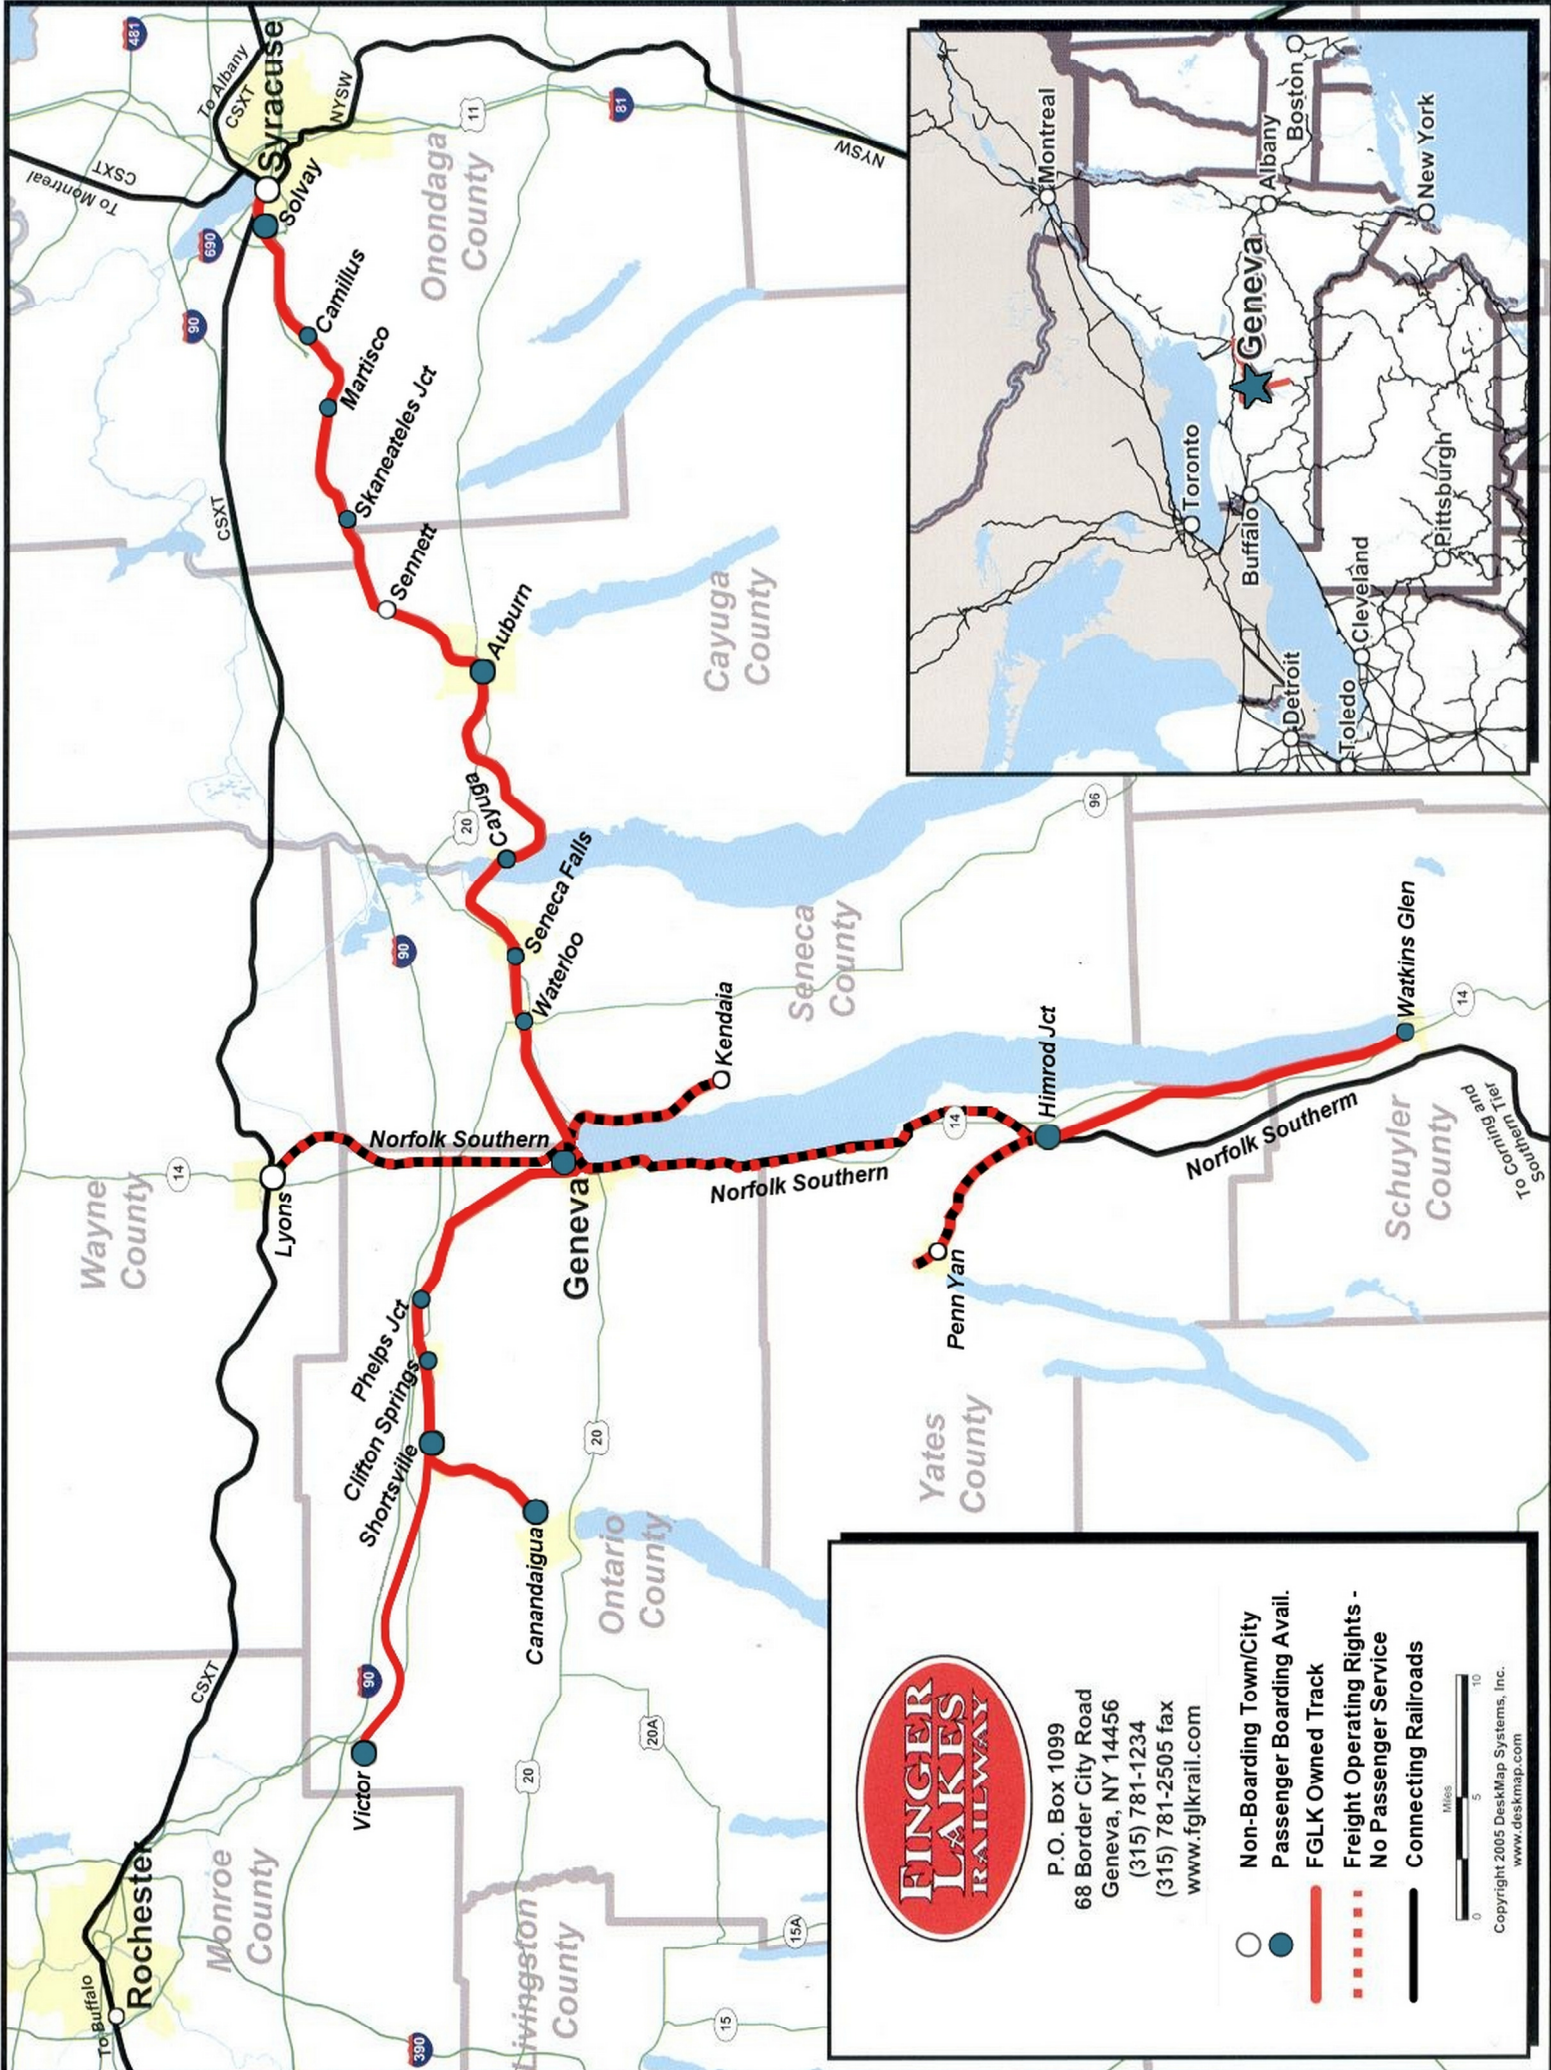 To Buffalo
Rochester
Monroe
County
Livingston
County
390
15
15A
20A
20
CSXT
90
Victor
Canandaigua
Shortsville
Clifton Springs
Phelps Jct
Ontario
County
20
Wayne
County
14
Lyons
Norfolk Southern
Geneva
Kendaia
Norfolk Southern
14
Penn Yan
Himrod Jct
Yates
County
Norfolk Southerm
Schuyler
County
To Corning and
Southern Tier
Watkins Glen
14
96
Seneca
County
Waterloo
Seneca Falls
Cayuga
20
90
Auburn
Cayuga
County
Sennett
Skaneateles Jct
Martisco
Camillus
Solvay
Syracuse
CSXT
90
690
481
To Montreal
CSXT
To Albany
CSXT
NYSW
11
81
NYSW
Onondaga
County
FINGER
LAKES
RAILWAY
P.O. Box 1099
68 Border City Road
Geneva, NY 14456
(315) 781-1234
(315) 781-2505 fax
www.fglkrail.com
Non-Boarding Town/City
Passenger Boarding Avail.
FGLK Owned Track
Freight Operating Rights -
No Passenger Service
Connecting Railroads
Miles
0 5 10
Copyright 2005 DeskMap Systems, Inc.
www.deskmap.com
Montreal
Toronto
Buffalo
Geneva
Albany
Boston
New York
Detroit
Toledo
Cleveland
Pittsburgh